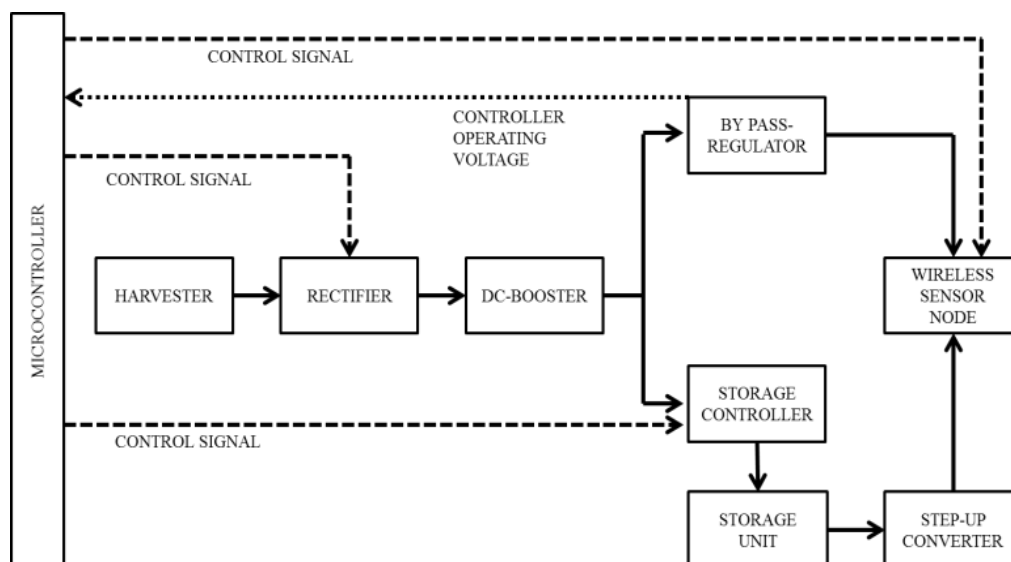 CONTROL SIGNAL
CONTROLLER
OPERATING
VOLTAGE
BY PASS-
REGULATOR
CONTROL SIGNAL
MICROCONTROLLER
HARVESTER
RECTIFIER
DC-BOOSTER
WIRELESS
SENSOR
NODE
STORAGE
CONTROLLER
CONTROL SIGNAL
STORAGE
UNIT
STEP-UP
CONVERTER